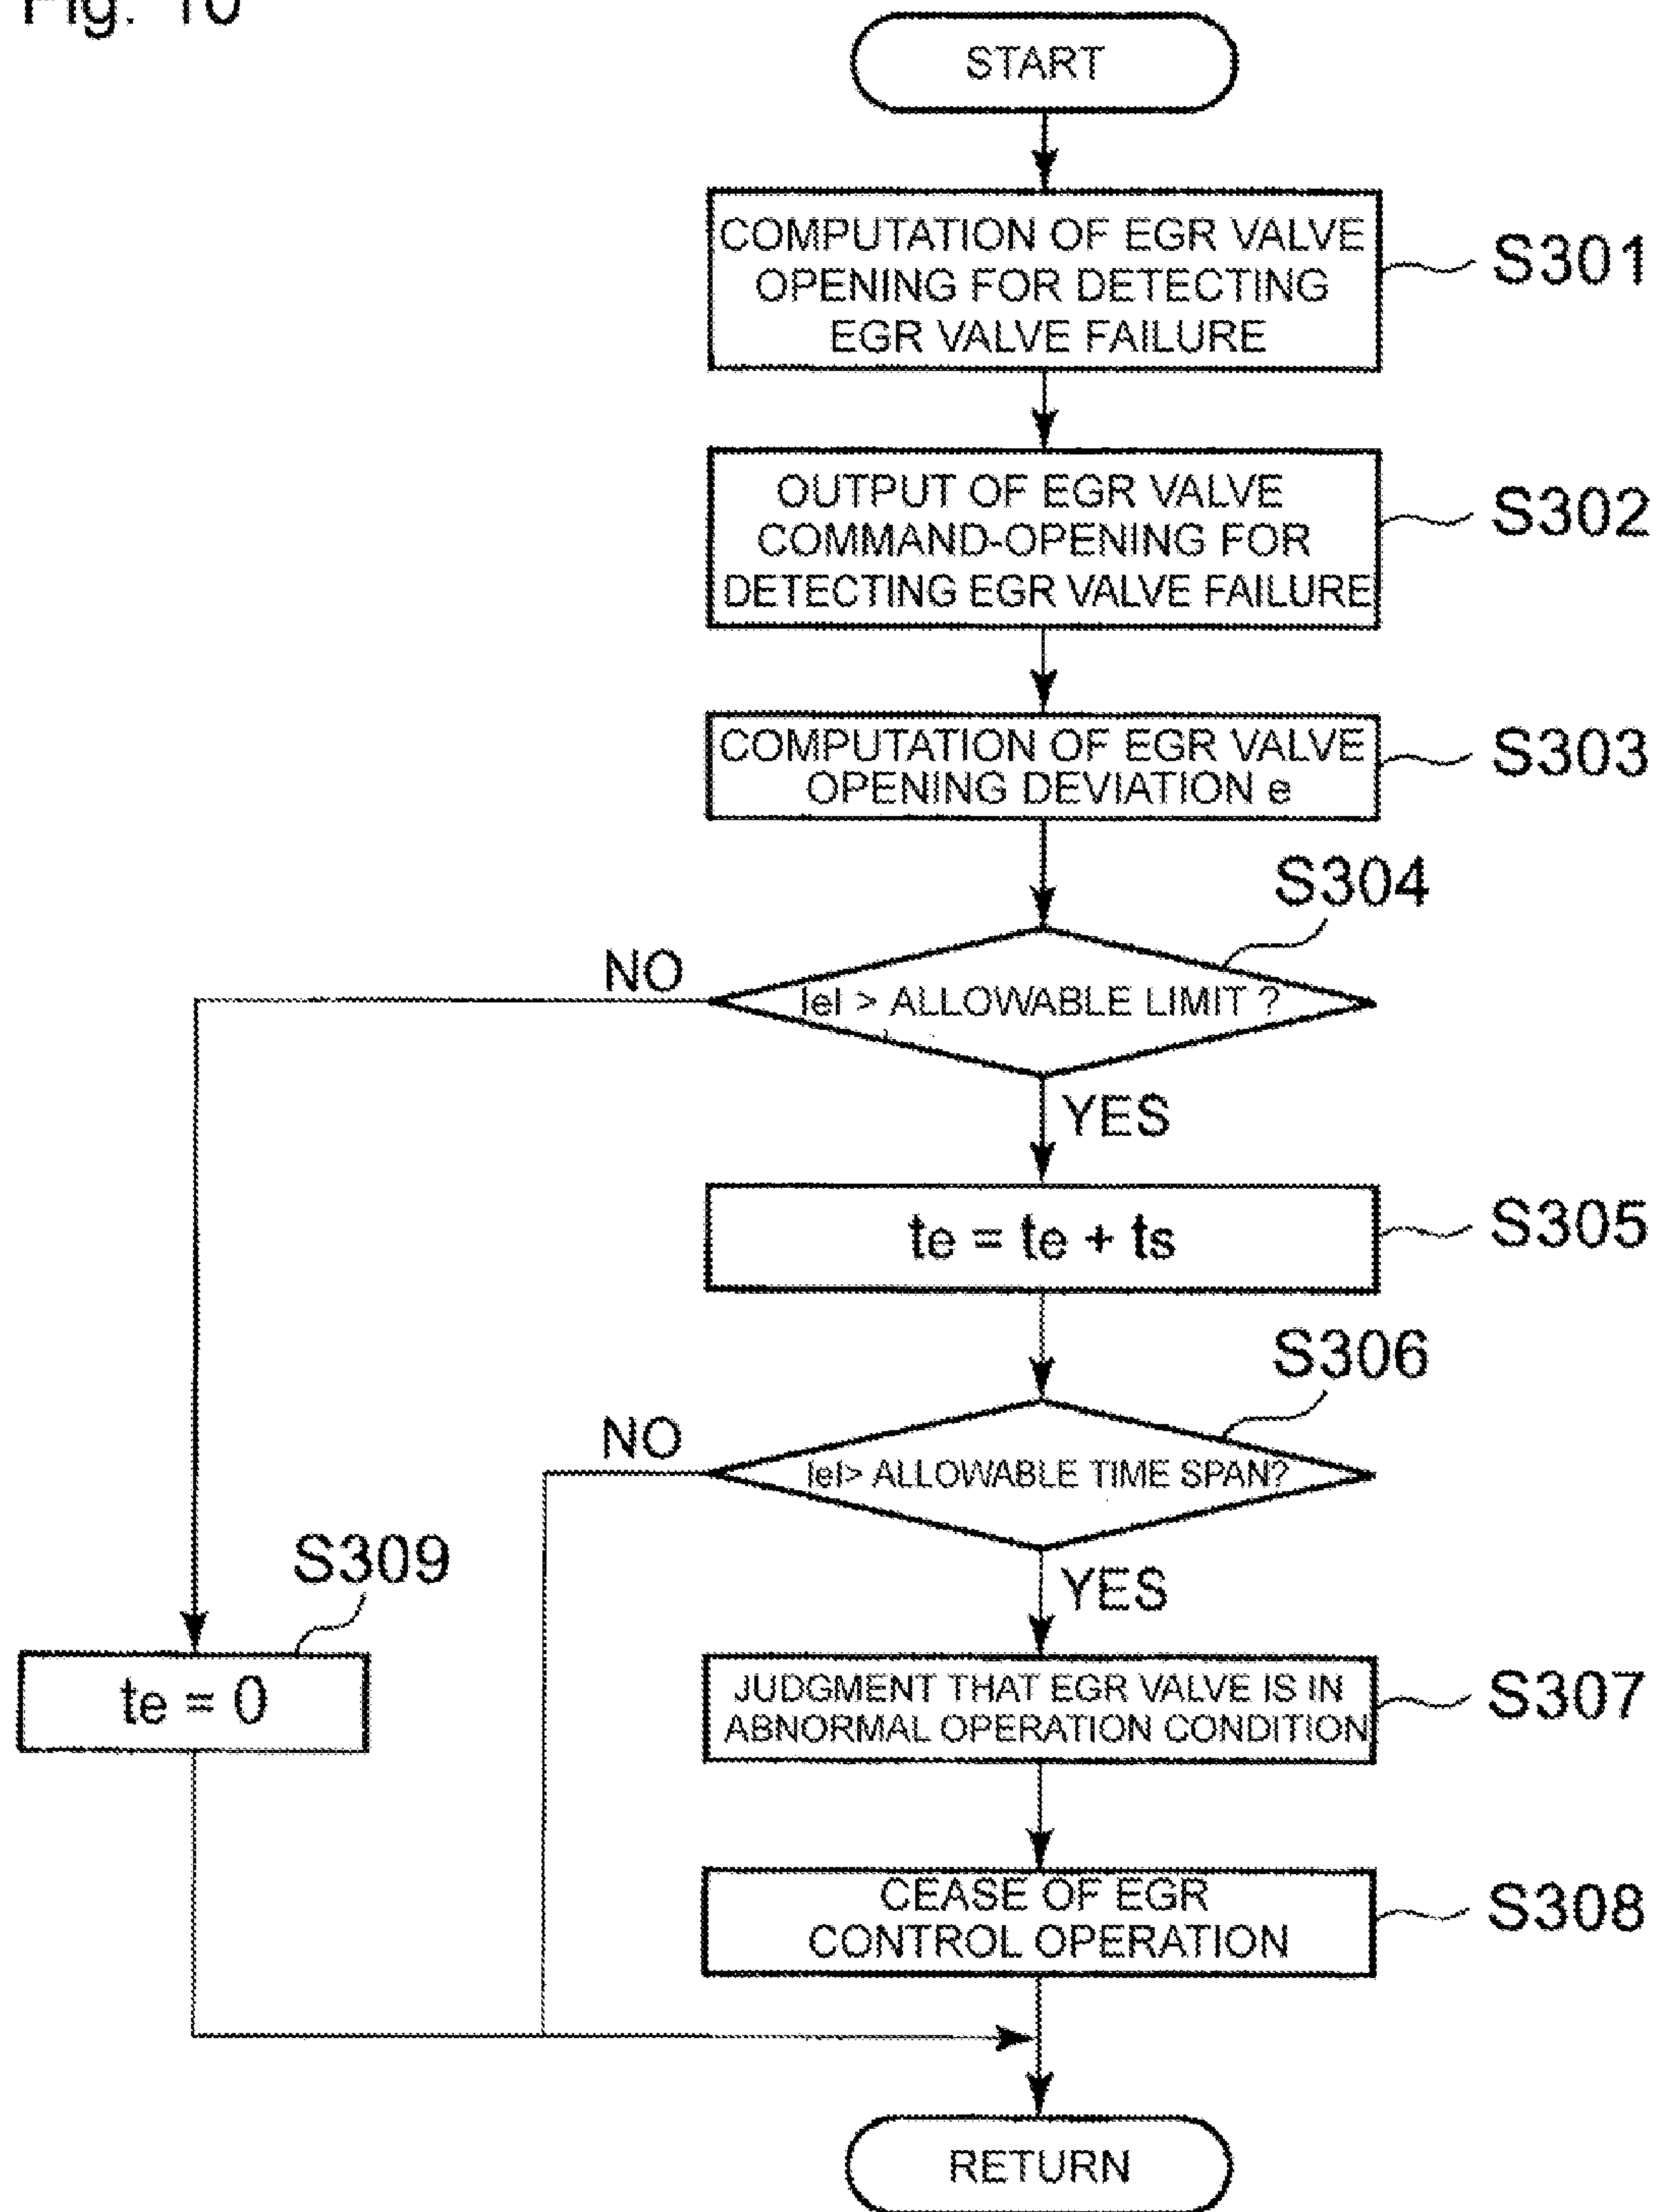 Fig. 10
START
COMPUTATION OF EGR VALVE
OPENING FOR DETECTING
EGR VALVE FAILURE
S301
OUTPUT OF EGR VALVE
COMMAND-OPENING FOR
DETECTING EGR VALVE FAILURE
S302
COMPUTATION OF EGR VALVE
OPENING DEVIATION e
S303
S304
NO
|e| > ALLOWABLE LIMIT ?
YES
te = te + ts
S305
S306
NO
|e|> ALLOWABLE TIME SPAN?
YES
S309
te = 0
JUDGMENT THAT EGR VALVE IS IN
ABNORMAL OPERATION CONDITION
S307
CEASE OF EGR
CONTROL OPERATION
S308
RETURN